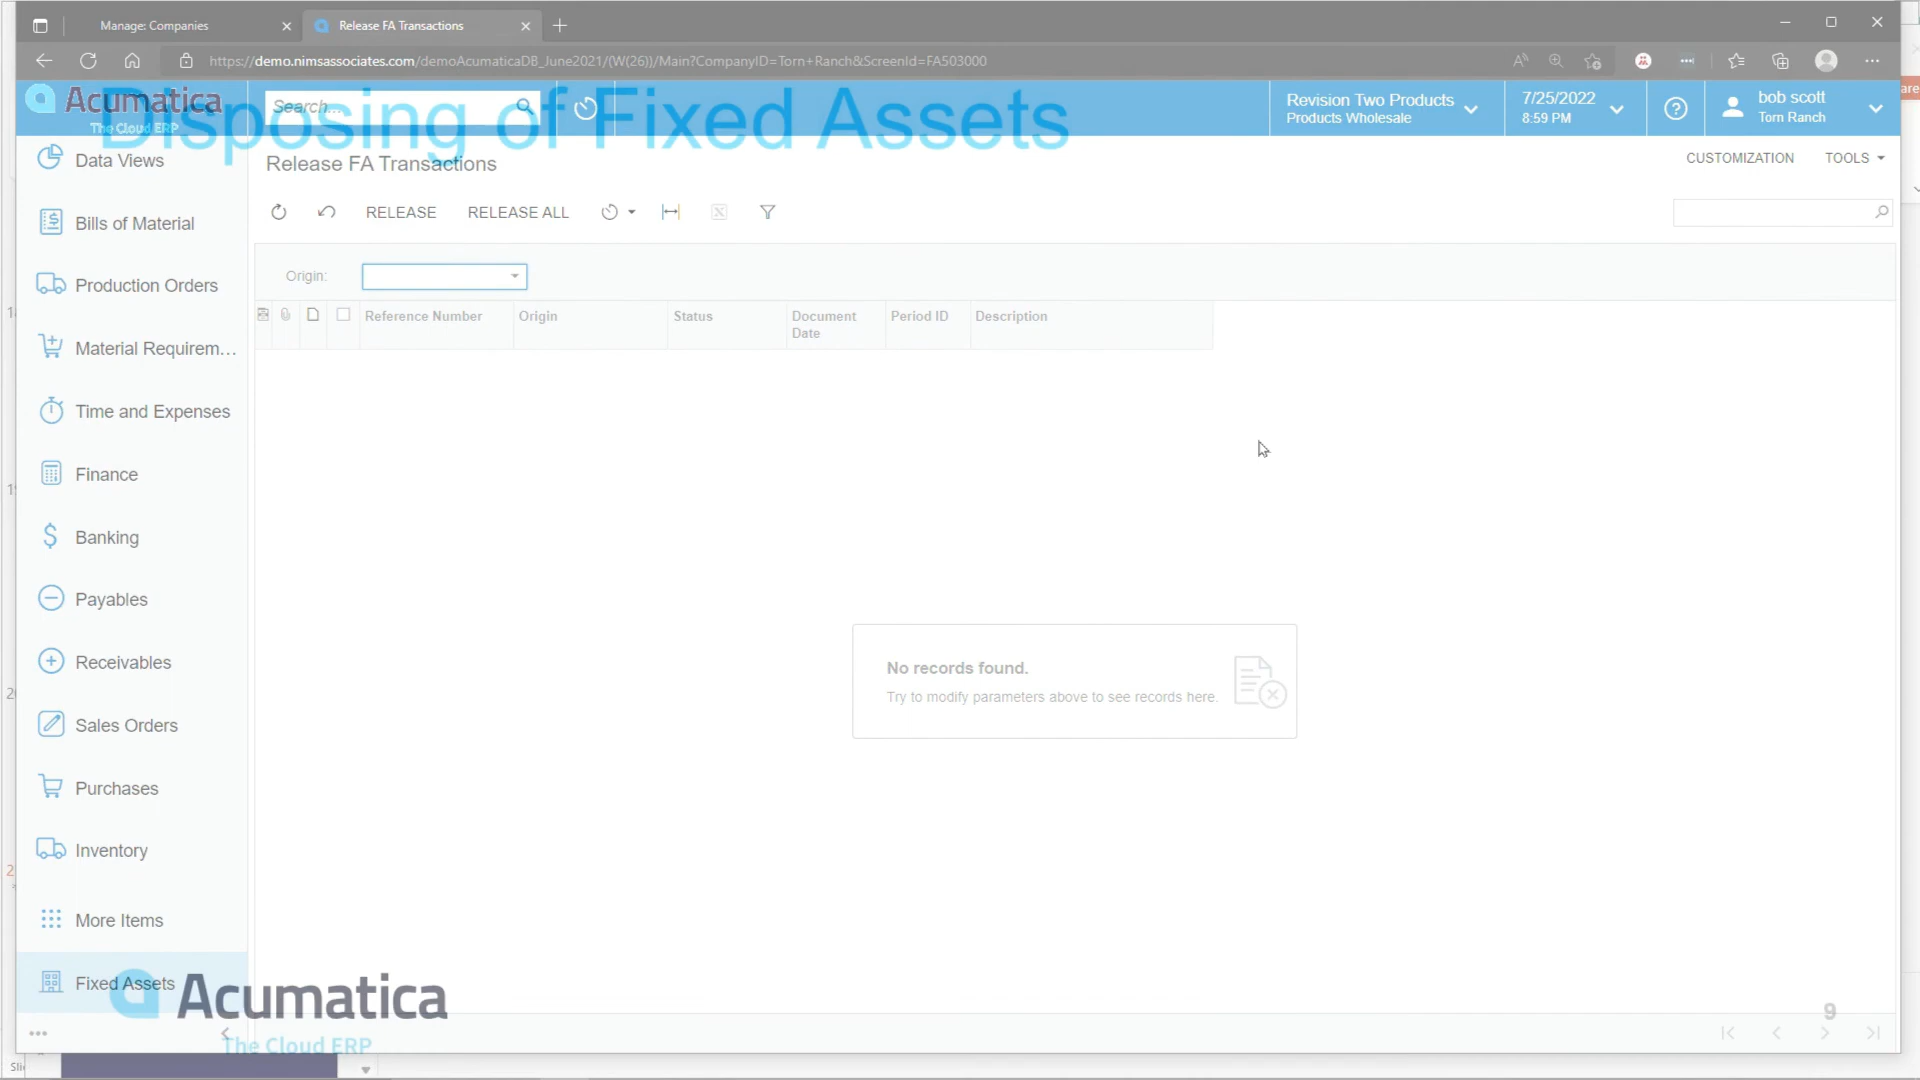 Manage: Companies
Release FA Transactions
https://demo.nimsassociates.com/demoAcumaticaDB_June2021/(W(26))/Main?CompanyID=Torn+Ranch&ScreenId=FA503000
Acumatica
The Cloud ERP
Search...
Disposing of Fixed Assets
Revision Two Products
Products Wholesale
7/25/2022
8:59 PM
bob scott
Torn Ranch
Data Views
Bills of Material
Production Orders
Material Requirem...
Time and Expenses
Finance
Banking
Payables
Receivables
Sales Orders
Purchases
Inventory
More Items
Fixed Assets
Release FA Transactions
CUSTOMIZATION
TOOLS
RELEASE
RELEASE ALL
Origin:
Reference Number
Origin
Status
Document Date
Period ID
Description
No records found.
Try to modify parameters above to see records here.
Acumatica
The Cloud ERP
9